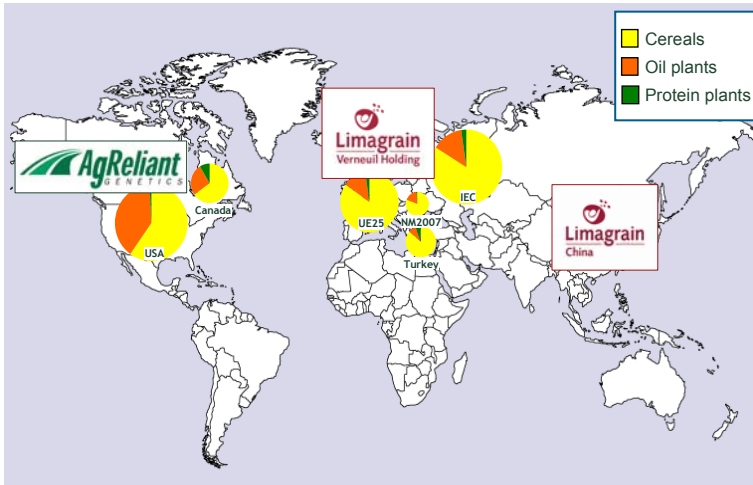 Cereals
Oil plants
Protein plants
Limagrain
Verneuil Holding
AgReliant
GENETICS
IEC
Canada
UE25
NM2007
USA
Turkey
Limagrain
China